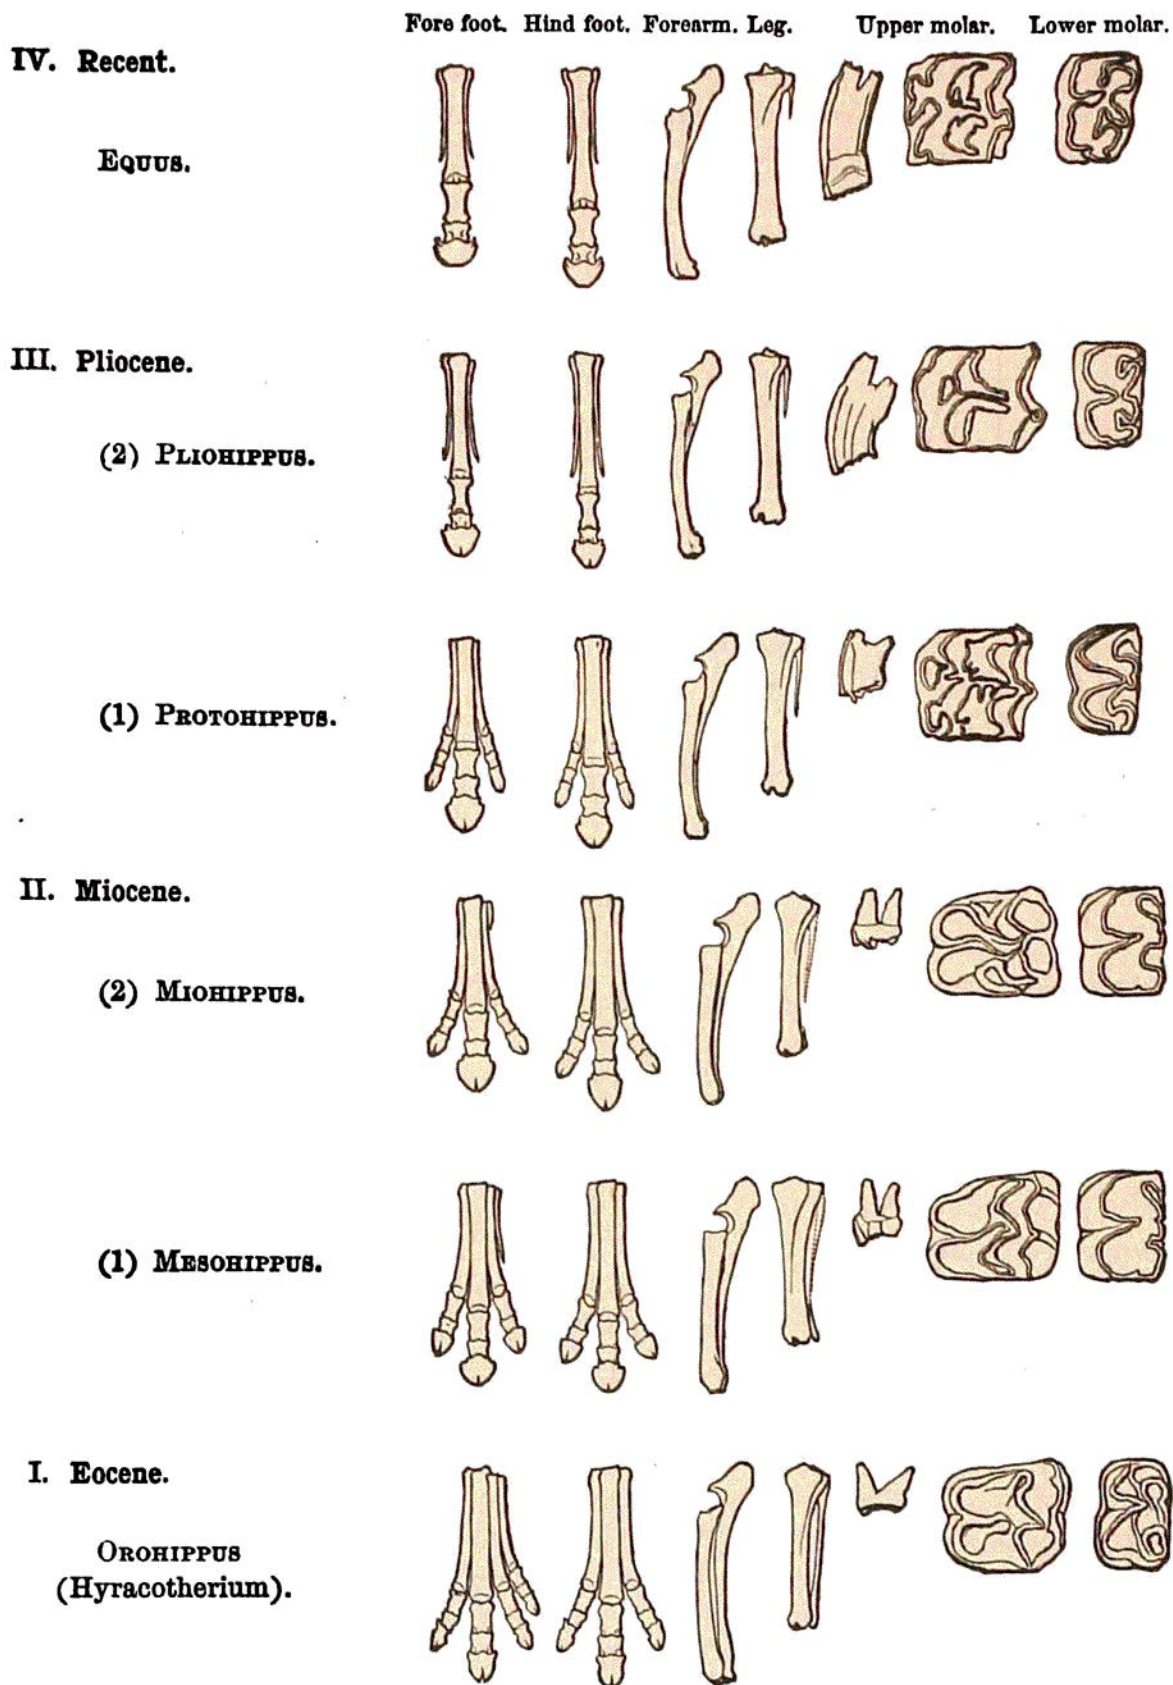 Fore foot. Hind foot. Forearm. Leg. Upper molar. Lower molar.
IV. Recent.
EQUUS.
III. Pliocene.
(2) PLIOHIPPUS.
(1) PROTOHIPPUS.
II. Miocene.
(2) MIOHIPPUS.
(1) MESOHIPPUS.
I. Eocene.
OROHIPPUS
(Hyracotherium).